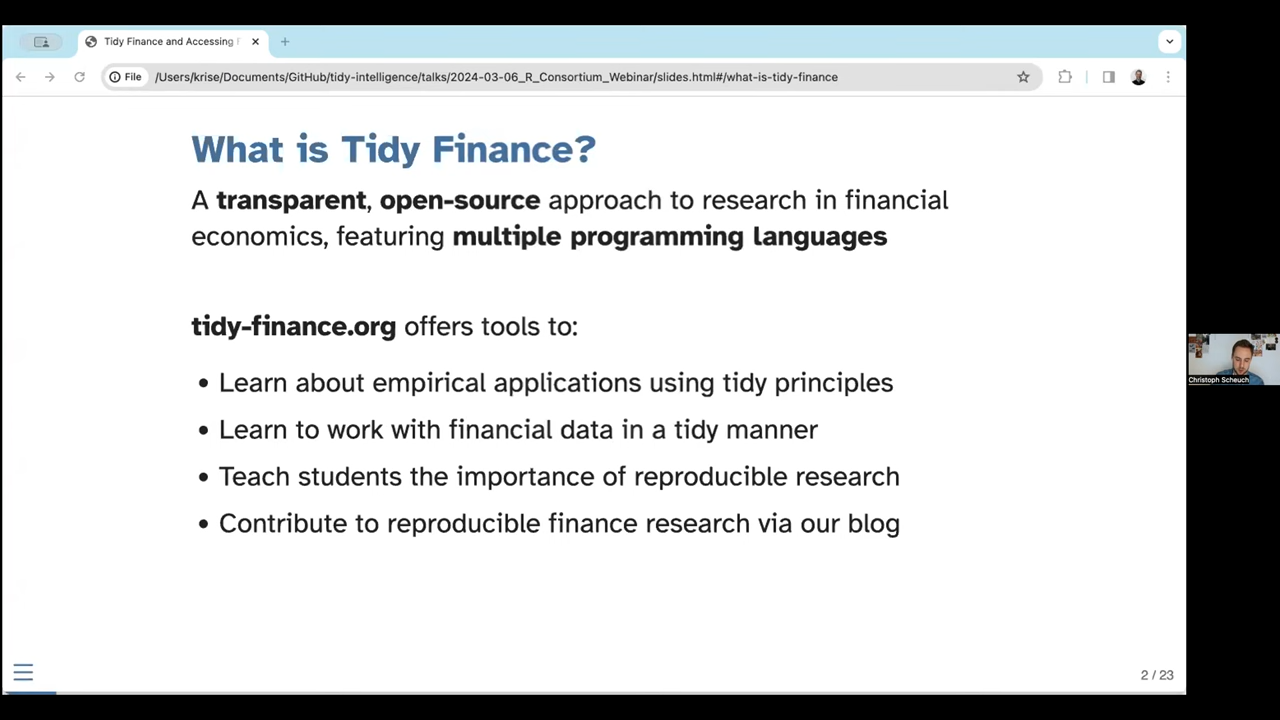 Tidy Finance and Accessing
File
/Users/krise/Documents/GitHub/tidy-intelligence/talks/2024-03-06_R_Consortium_Webinar/slides.html#/what-is-tidy-finance
What is Tidy Finance?
A transparent, open-source approach to research in financial
economics, featuring multiple programming languages
tidy-finance.org offers tools to:
• Learn about empirical applications using tidy principles
• Learn to work with financial data in a tidy manner
• Teach students the importance of reproducible research
• Contribute to reproducible finance research via our blog
Christoph Scheuch
2 / 23